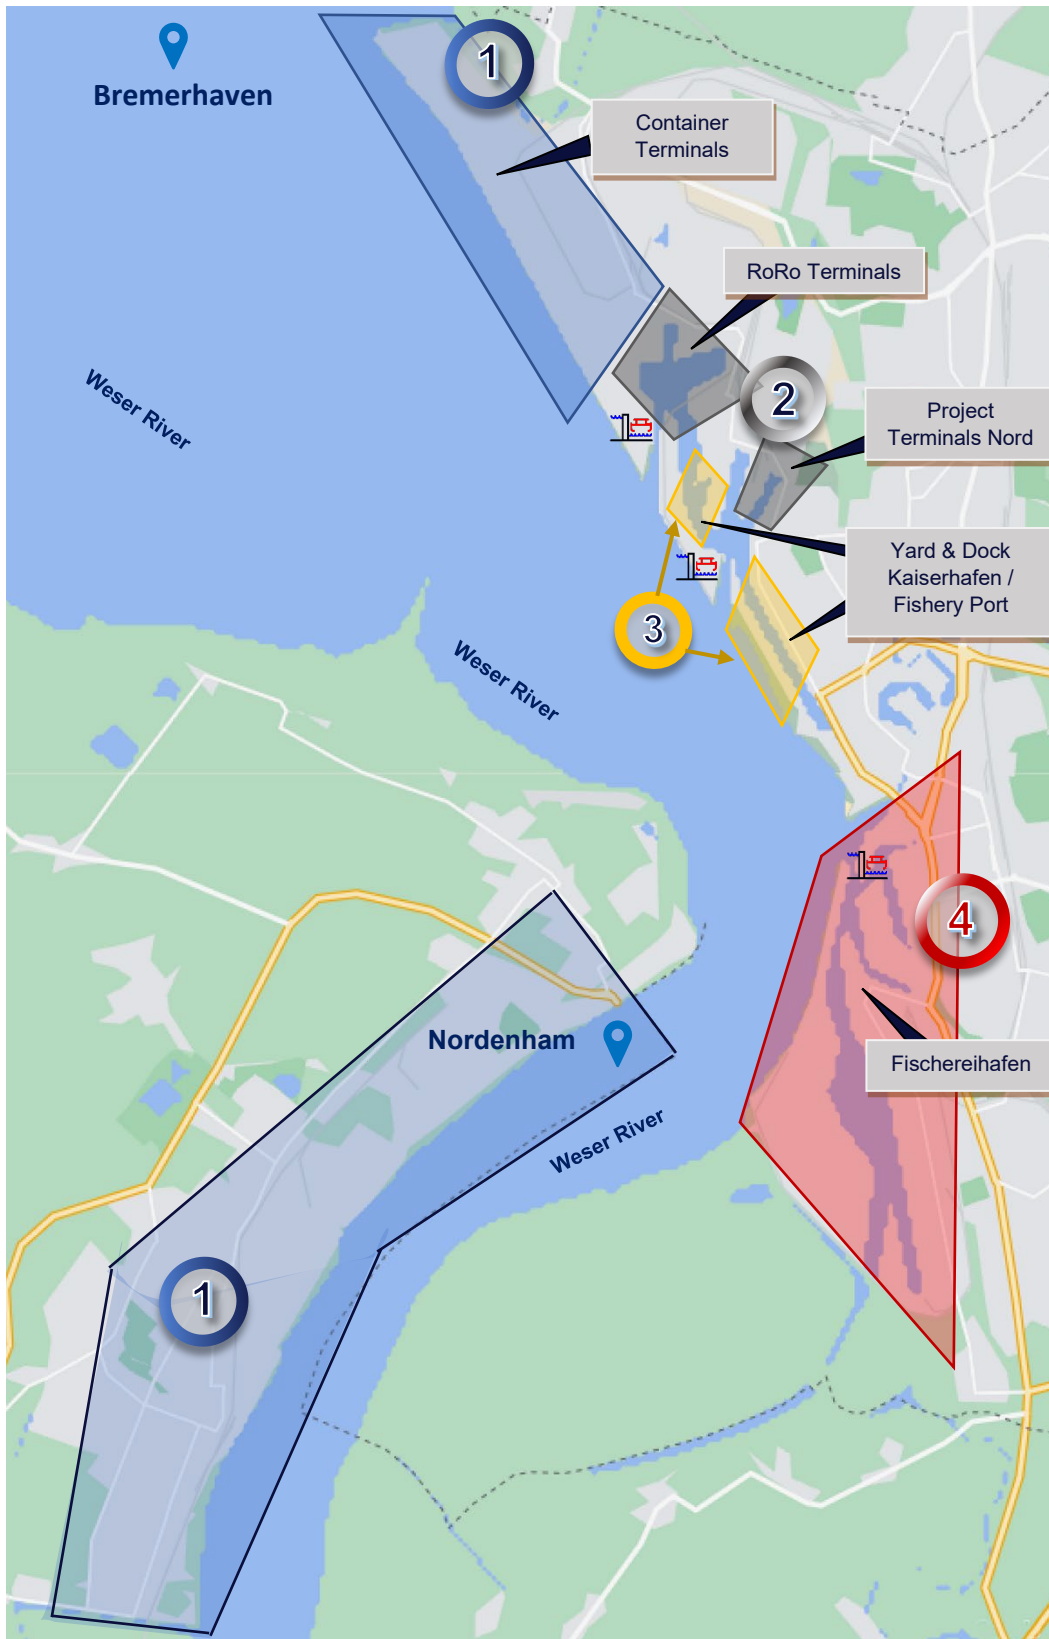 1
Bremerhaven
Container
Terminals
RoRo Terminals
Weser River
2
Project
Terminals Nord
Yard & Dock
Kaiserhafen /
Fishery Port
3
Weser River
4
Nordenham
Fischereihafen
Weser River
1